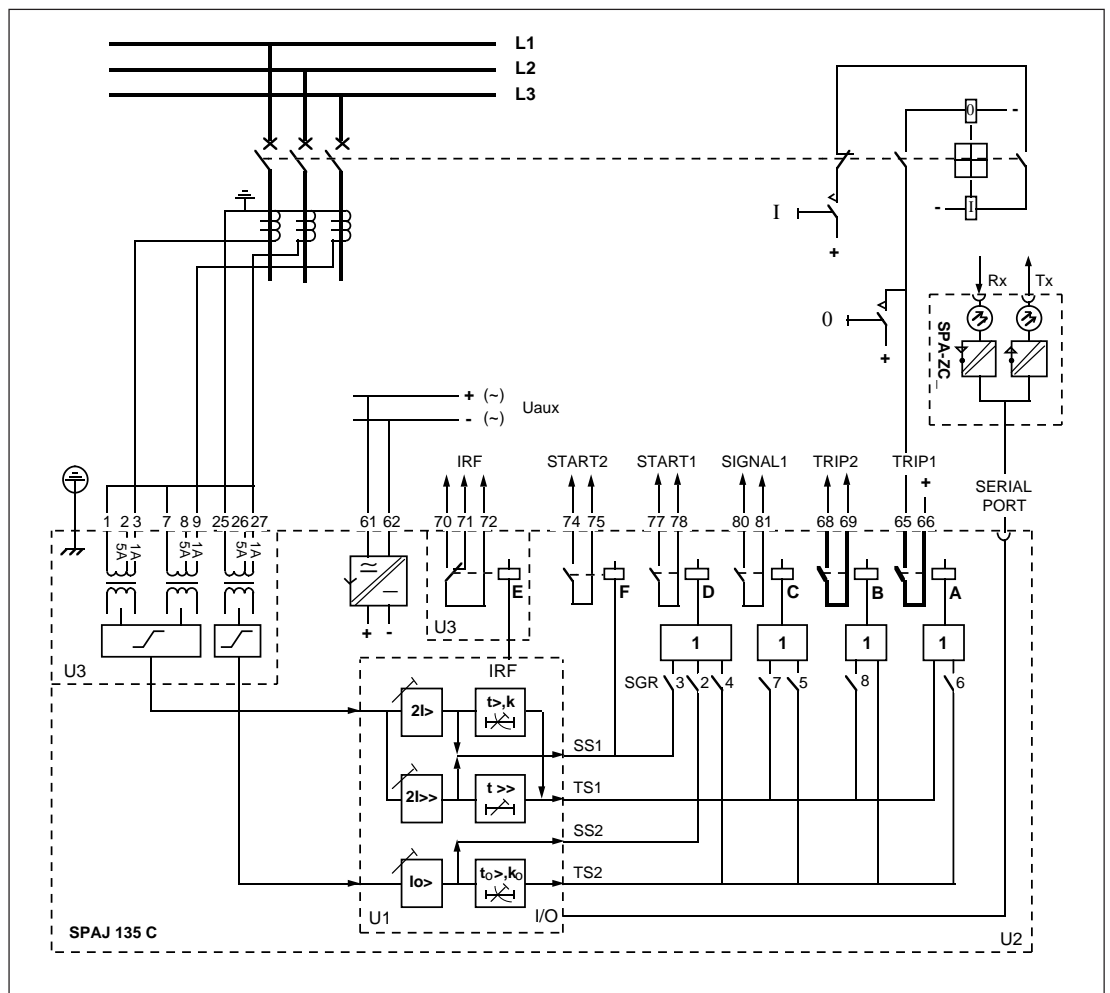 L1
L2
L3
0
-
I
-
I
+
0
+
Rx
Tx
SPA-ZC_
+ (~)
- (~)
Uaux
IRF
START2
START1
SIGNAL1
TRIP2
TRIP1
+
SERIAL
PORT
1 2 3 7 8 9 25 26 27 61 62 70 71 72 74 75 77 78 80 81 68 69 65 66
5A
1A
5A
1A
5A
1A
+ -
E F D C B A
U3
U3
1 1 1 1
IRF
SGR 3 2 4 7 5 8 6
2I>
t>,k
SS1
2I>>
t >>
TS1
SS2
Io>
to>,ko
TS2
U1
I/O
SPAJ 135 C
U2